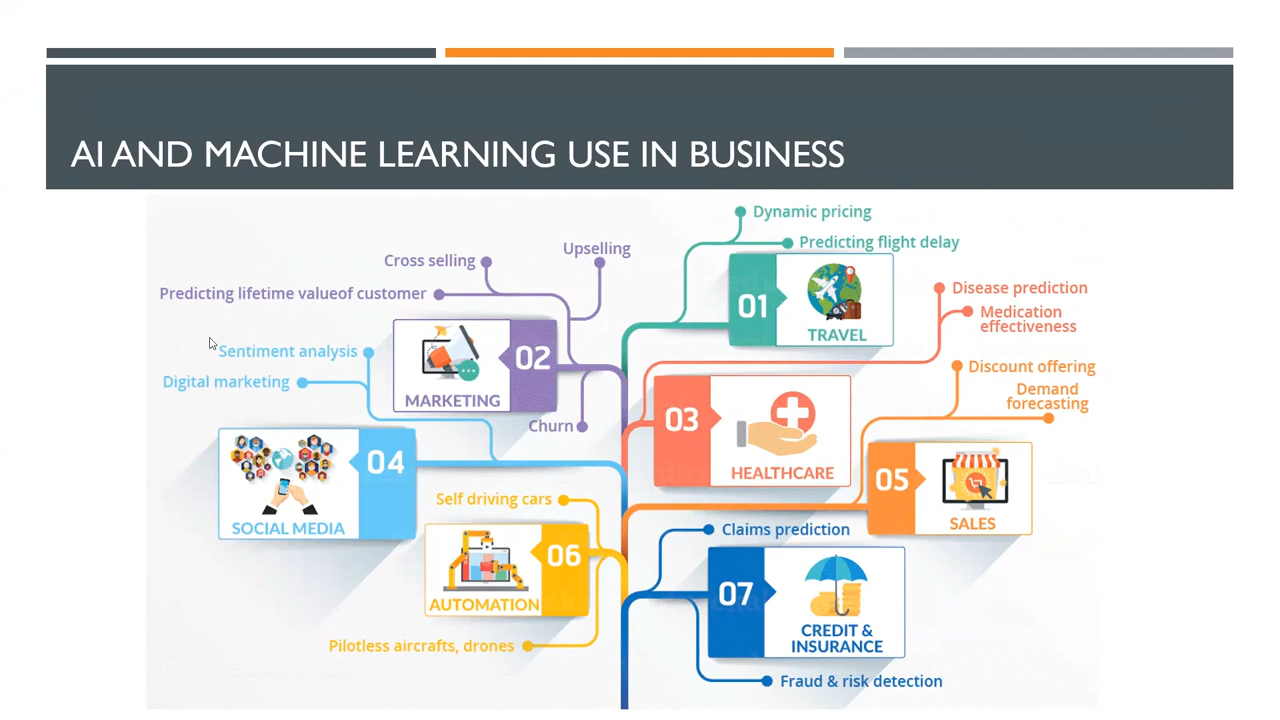 AI AND MACHINE LEARNING USE IN BUSINESS
Dynamic pricing
Predicting flight delay
01
TRAVEL
Upselling
Cross selling
Predicting lifetime valueof customer
02
MARKETING
Churn
Disease prediction
Medication
effectiveness
03
HEALTHCARE
Sentiment analysis
Digital marketing
04
SOCIAL MEDIA
Discount offering
Demand
forecasting
05
SALES
Self driving cars
06
AUTOMATION
Pilotless aircrafts, drones
Claims prediction
07
CREDIT &
INSURANCE
Fraud & risk detection